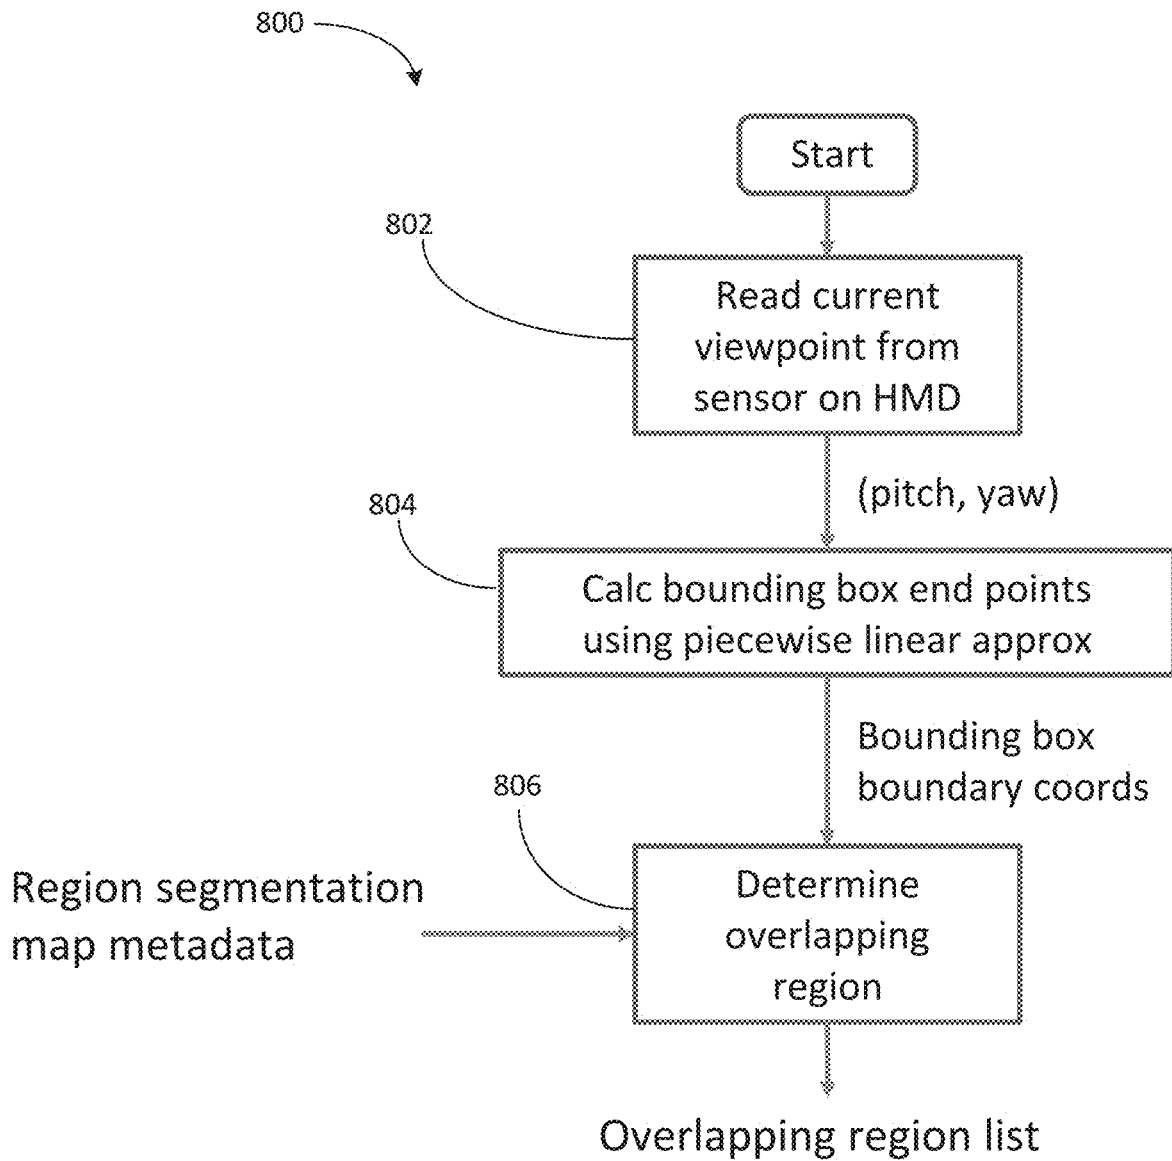 800
Start
802
Read current
viewpoint from
sensor on HMD
(pitch, yaw)
804
Calc bounding box end points
using piecewise linear approx
Bounding box
boundary coords
806
Region segmentation
map metadata
Determine
overlapping
region
Overlapping region list